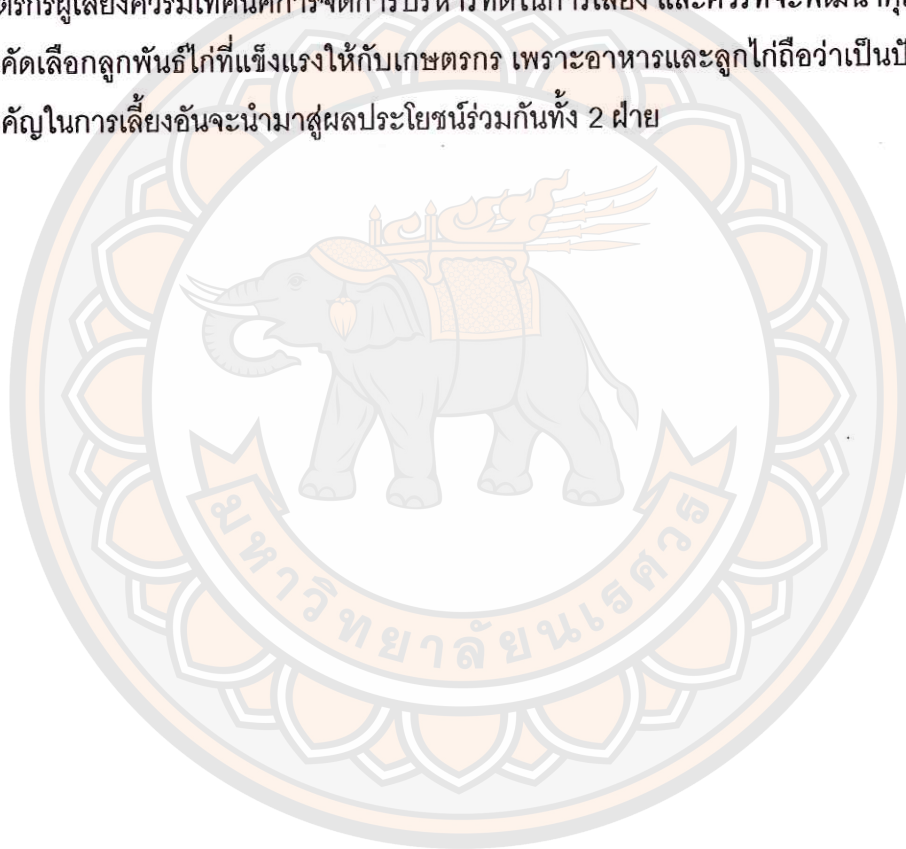 ตรกรผู้เลี้ยงควรมีเทคนิคการจัดการบริหารที่ดีในการเลี้ยง และควรที่จะพัฒนา
คัดเลือกลูกพันธ์ไก่ที่แข็งแรงให้กับเกษตรกร เพราะอาหารและลูกไก่ถือว่าเป็น
คัญในการเลี้ยงอันจะนำมาสู่ผลประโยชน์ร่วมกันทั้ง 2 ฝ่าย
มหาวิทยาลัยนเรศวร